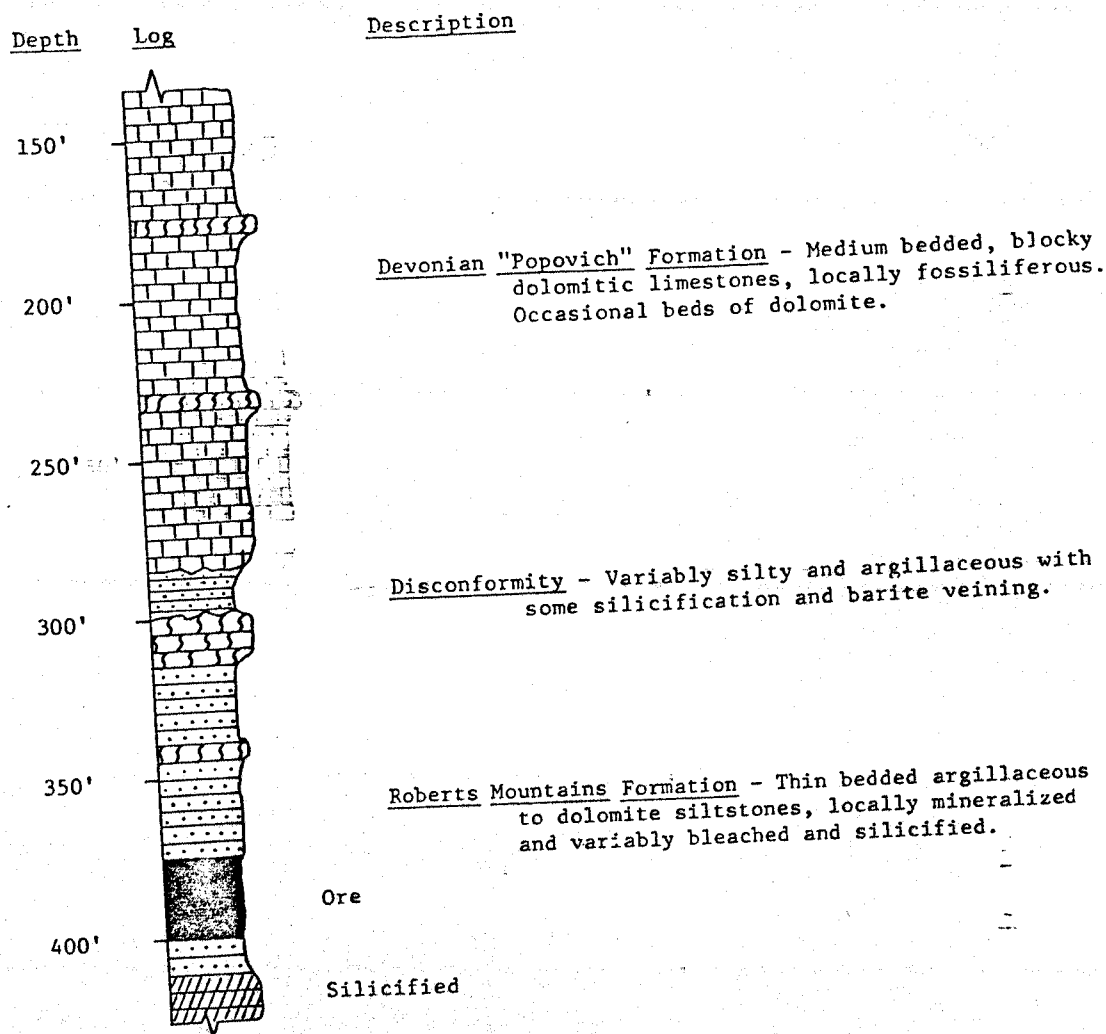 Depth Log Description
150'
Devonian "Popovich" Formation - Medium bedded, blocky
dolomitic limestones, locally fossiliferous.
Occasional beds of dolomite.
200'
250'
Disconformity - Variably silty and argillaceous with
some silicification and barite veining.
300'
350'
Roberts Mountains Formation - Thin bedded argillaceous
to dolomite siltstones, locally mineralized
and variably bleached and silicified.
Ore
400'
Silicified